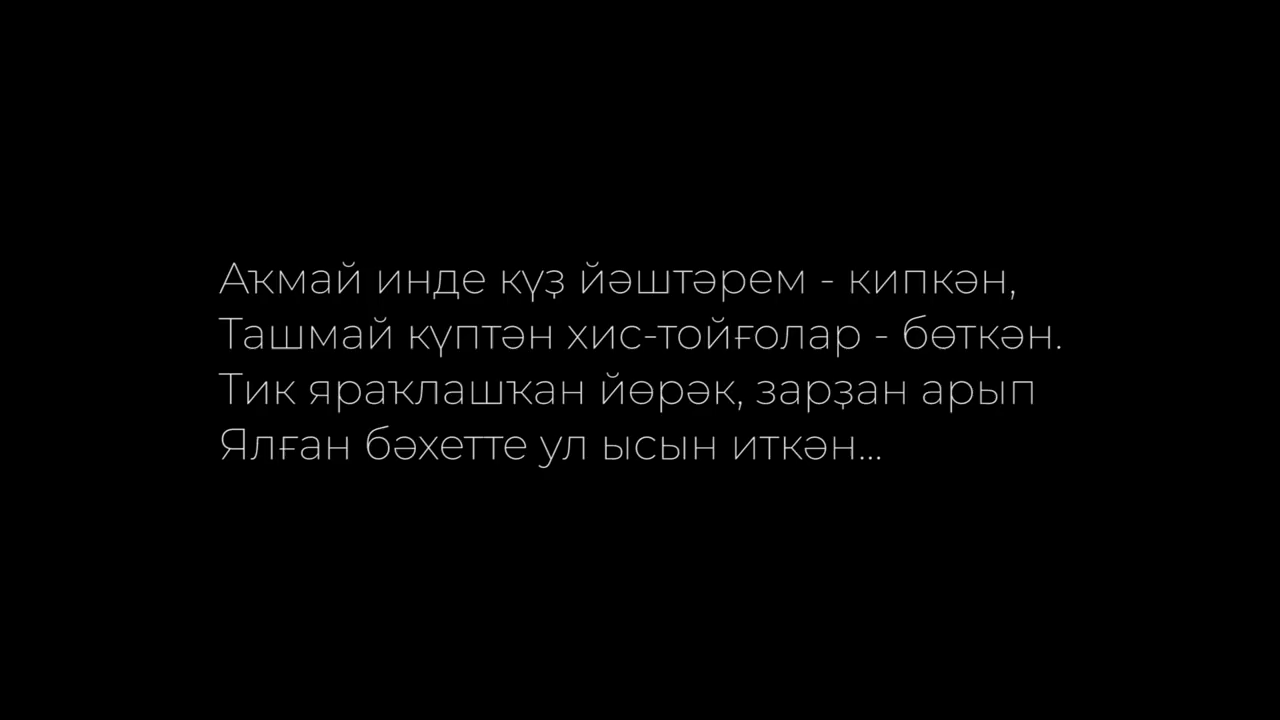 Аҡмай инде күҙ йәштәрем - кипкән,
Ташмай күптән хис-тойғолар - бөткән.
Тик яраҡлашҡан йөрәк, зарҙан арып
Ялған бәхетте ул ысын иткән...